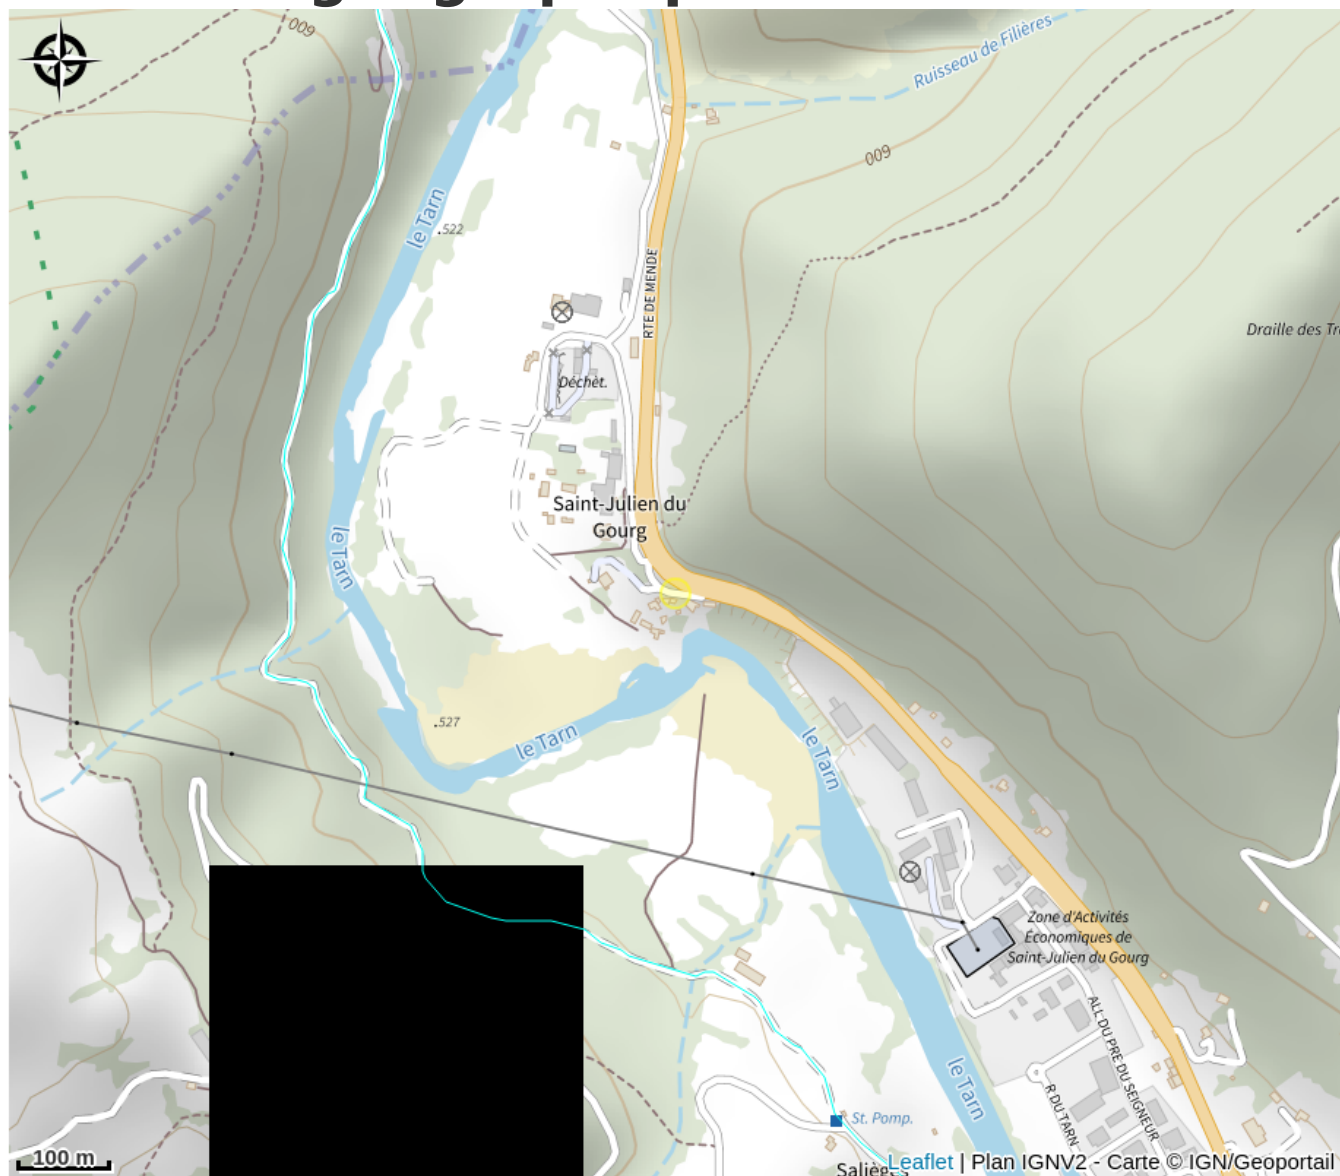 009
Ruisseau de Filières
009
le Tarn
.522
RTE DE MENDE
Draille des Tr
Déchèt.
Saint-Julien du
Gourg
le Tarn
.527
le Tarn
le Tarn
Zone d'Activités
Économiques de
Saint-Julien du Gourg
ALL DU PRE DU SEIGNEUR
le Tarn
R DU TARN
St. Pomp.
100 m
Saliège
Leaflet | Plan IGNV2 - Carte © IGN/Geoportail